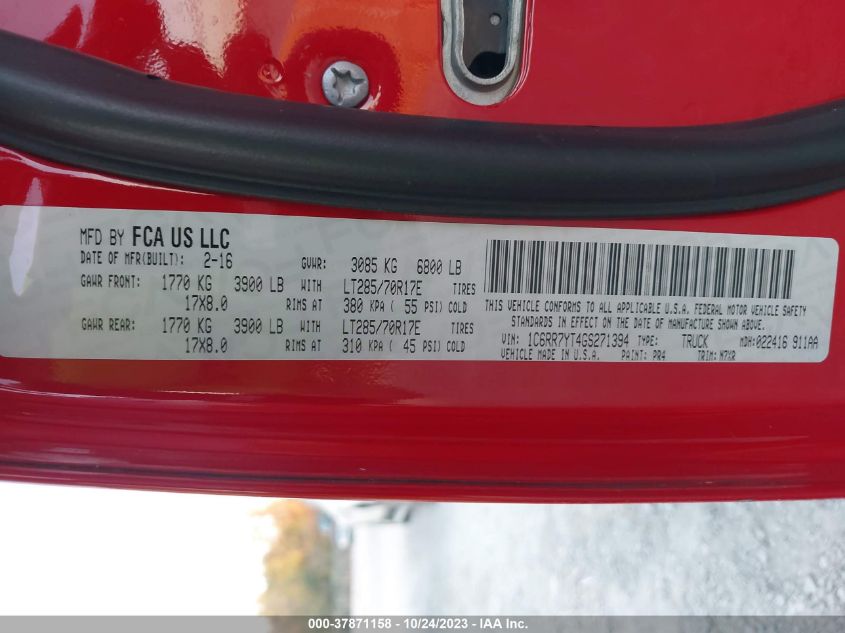 MFD BY FCA US LLC
DATE OF MFR(BUILT): 2-16 GVWR: 3085 KG 6800 LB
GAWR FRONT: 1770 KG 3900 LB WITH LT285/70R17E TIRES
17X8.0 RIMS AT 380 KPA ( 55 PSI) COLD
GAWR REAR: 1770 KG 3900 LB WITH LT285/70R17E TIRES
17X8.0 RIMS AT 310 KPA ( 45 PSI) COLD
THIS VEHICLE CONFORMS TO ALL APPLICABLE U.S.A. FEDERAL MOTOR VEHICLE SAFETY
STANDARDS IN EFFECT ON THE DATE OF MANUFACTURE SHOWN ABOVE.
VIN: 1C6RR7YT4GS271394 TYPE: TRUCK MDH:022416 911AA
VEHICLE MADE IN U.S.A. PAINT: PR4 TRIM: N7XR
000-37871158 - 10/24/2023 - IAA Inc.